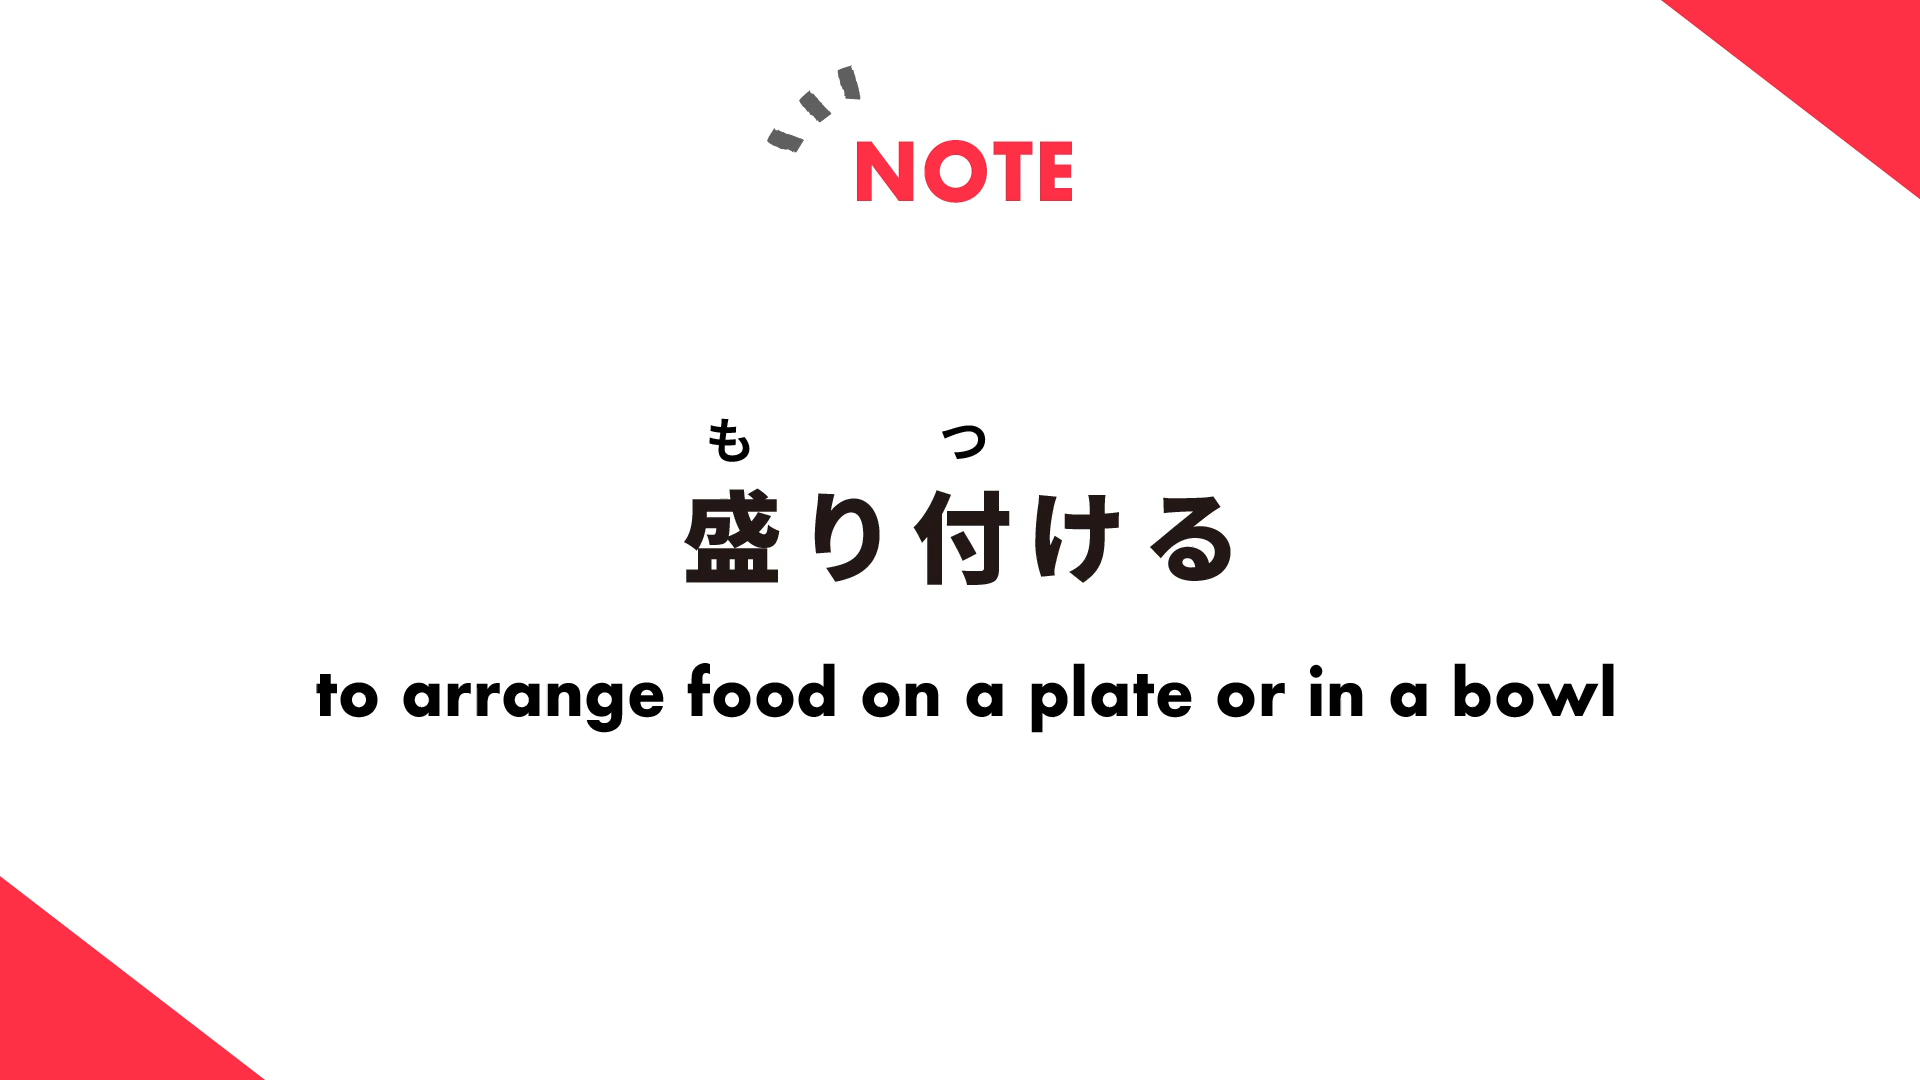 NOTE
も つ
盛り付ける
to arrange food on a plate or in a bowl